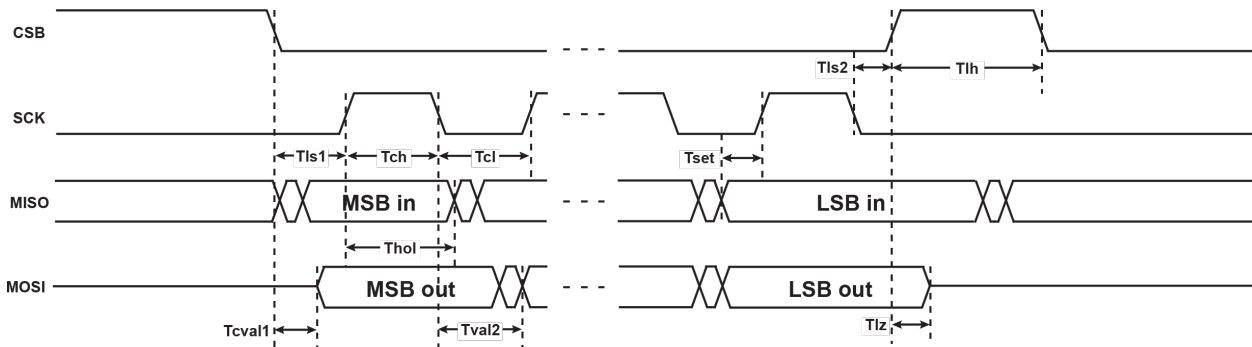 CSB
Tls2
Tlh
SCK
Tls1
Tch
Tcl
Tset
MISO
MSB in
LSB in
Thol
MOSI
MSB out
LSB out
Tcval1
Tval2
Tlz